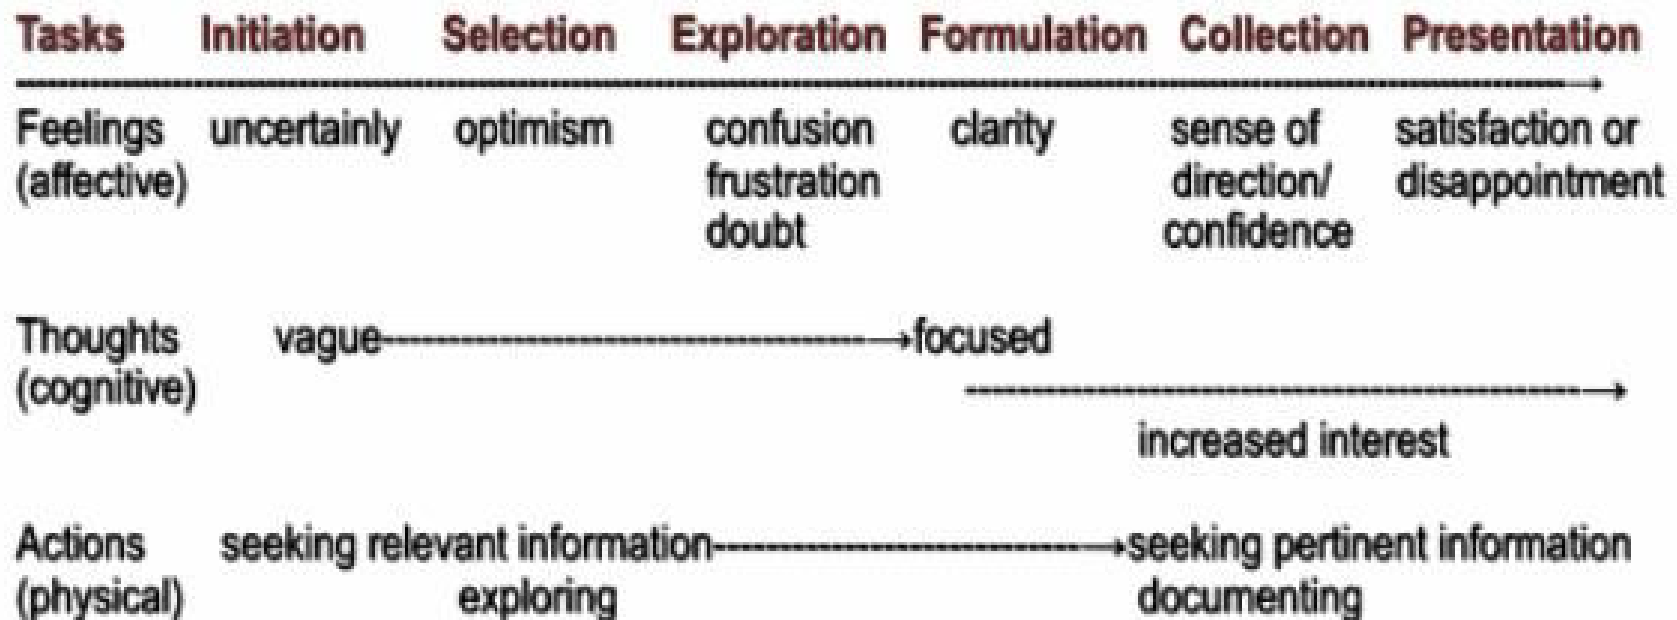 Tasks Initiation Selection Exploration Formulation Collection Presentation
Feelings uncertainly optimism confusion clarity sense of satisfaction or
(affective) frustration direction/ disappointment
doubt confidence
Thoughts vague focused
(cognitive)
increased interest
Actions seeking relevant information seeking pertinent information
(physical) exploring documenting